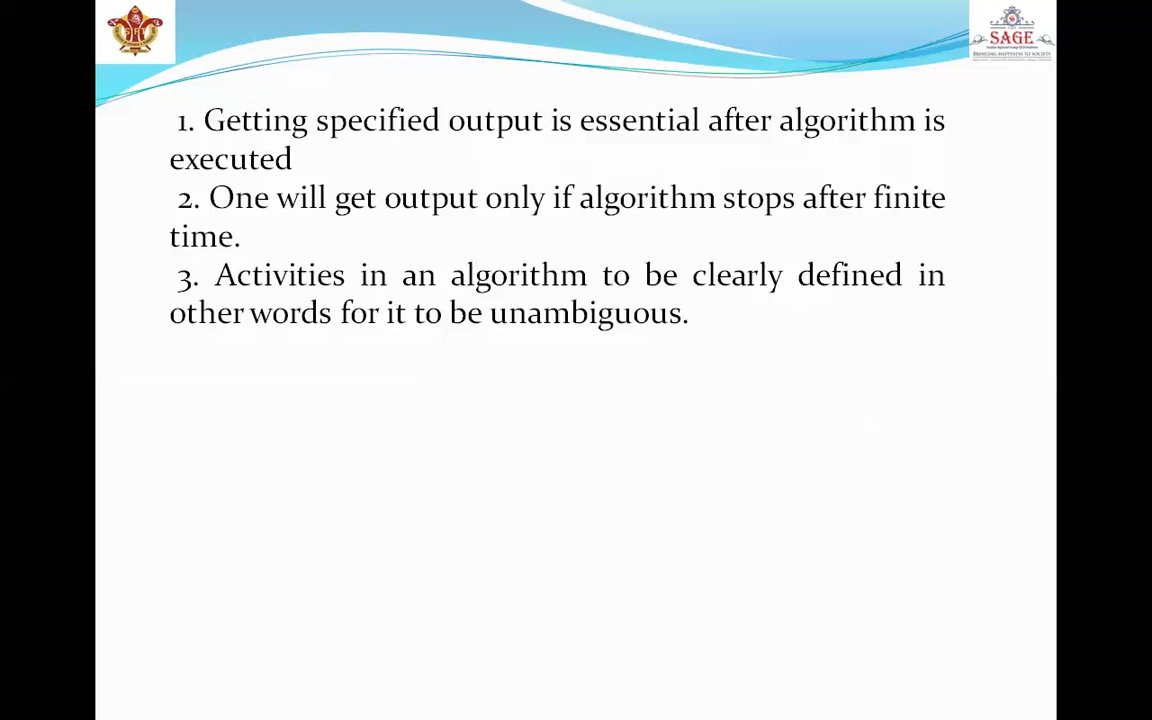 SAGE
1. Getting specified output is essential after algorithm is
executed
2. One will get output only if algorithm stops after finite
time.
3. Activities in an algorithm to be clearly defined in
other words for it to be unambiguous.